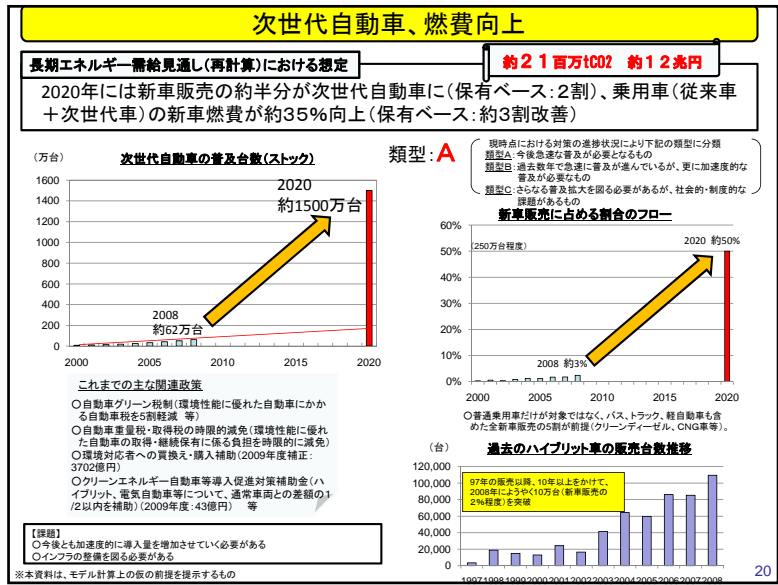 次世代自動車、燃費向上
長期エネルギー需給見通し(再計算)における想定
約21百万tCO2 約12兆円
2020年には新車販売の約半分が次世代自動車に(保有ベース:2割)、乗用車(従来車
+次世代車)の新車燃費が約35%向上(保有ベース:約3割改善)
(万台)
次世代自動車の普及台数(ストック)
1600
1400
1200
1000
800
600
400
200
0
2020
約1500万台
2008
約62万台
2000 2005 2010 2015 2020
類型:A
現時点における対策の進捗状況により下記の類型に分類
類型A:今後急速な普及が必要となるもの
類型B:過去数年で急速に普及が進んでいるが、更に加速度的な
普及が必要なもの
類型C:さらなる普及拡大を図る必要があるが、社会的・制度的な
課題があるもの
新車販売に占める割合のフロー
60%
50%
40%
30%
20%
10%
0%
(250万台程度)
2020 約50%
2008 約3%
2000 2005 2010 2015 2020
○普通乗用車だけが対象ではなく、バス、トラック、軽自動車も含
めた全新車販売の5割が前提(クリーンディーゼル、CNG車等)。
これまでの主な関連政策
○自動車グリーン税制(環境性能に優れた自動車にかか
る自動車税を5割軽減 等)
○自動車重量税・取得税の時限的減免(環境性能に優れ
た自動車の取得・継続保有に係る負担を時限的に減免)
○環境対応車への買換え・購入補助(2009年度補正:
3702億円)
○クリーンエネルギー自動車等導入促進対策補助金(ハ
イブリット、電気自動車等について、通常車両との差額の1
/2以内を補助)(2009年度:43億円) 等
(台)
過去のハイブリット車の販売台数推移
120,000
100,000
80,000
60,000
40,000
20,000
0
97年の販売以降、10年以上をかけて、
2008年にようやく10万台(新車販売の
2%程度)を突破
1997 1998 1999 2000 2001 2002 2003 2004 2005 2006 2007 2008
【課題】
○今後とも加速度的に導入量を増加させていく必要がある
○インフラの整備を図る必要がある
※本資料は、モデル計算上の仮の前提を提示するもの
20